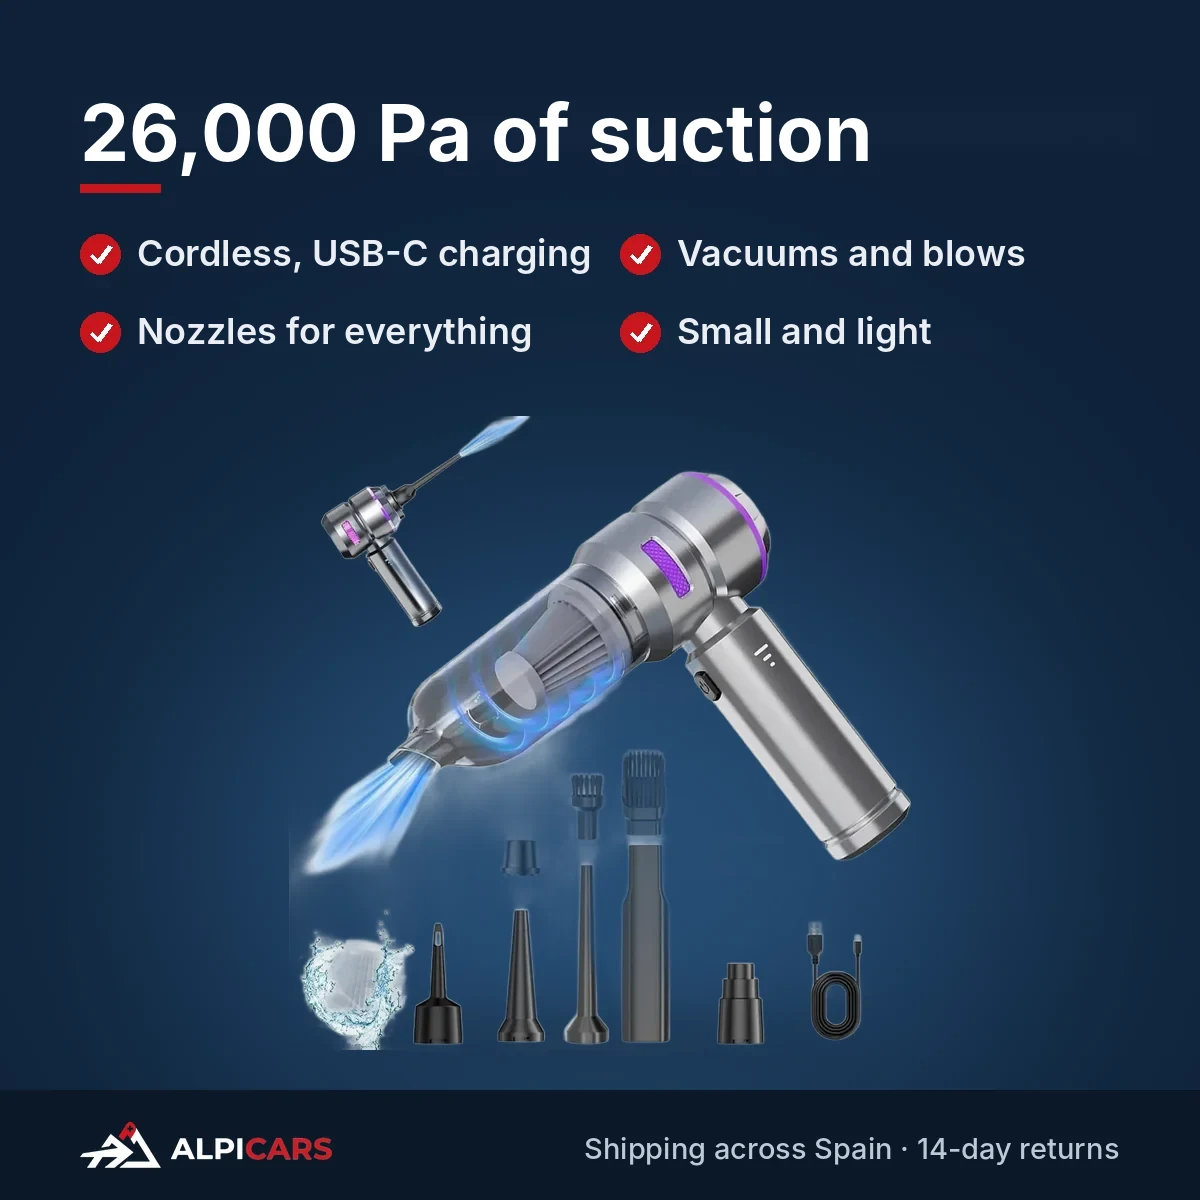 26,000 Pa of suction
Cordless, USB-C charging
Vacuums and blows
Nozzles for everything
Small and light
ALPICARS
Shipping across Spain · 14-day returns